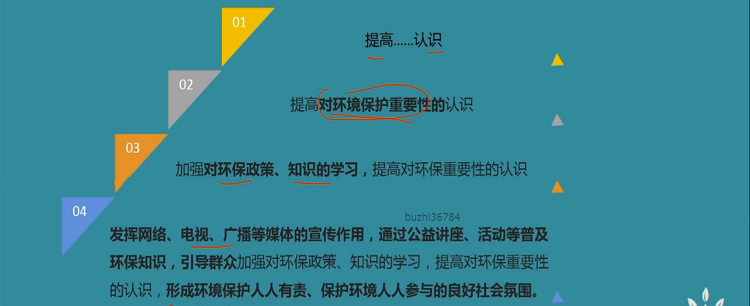 01
提高……认识
02
提高对环境保护重要性的认识
03
加强对环保政策、知识的学习，提高对环保重要性的认识
04
buzhi36784
发挥网络、电视、广播等媒体的宣传作用，通过公益讲座、活动等普及
环保知识，引导群众加强对环保政策、知识的学习，提高对环保重要性
的认识，形成环境保护人人有责、保护环境人人参与的良好社会氛围。